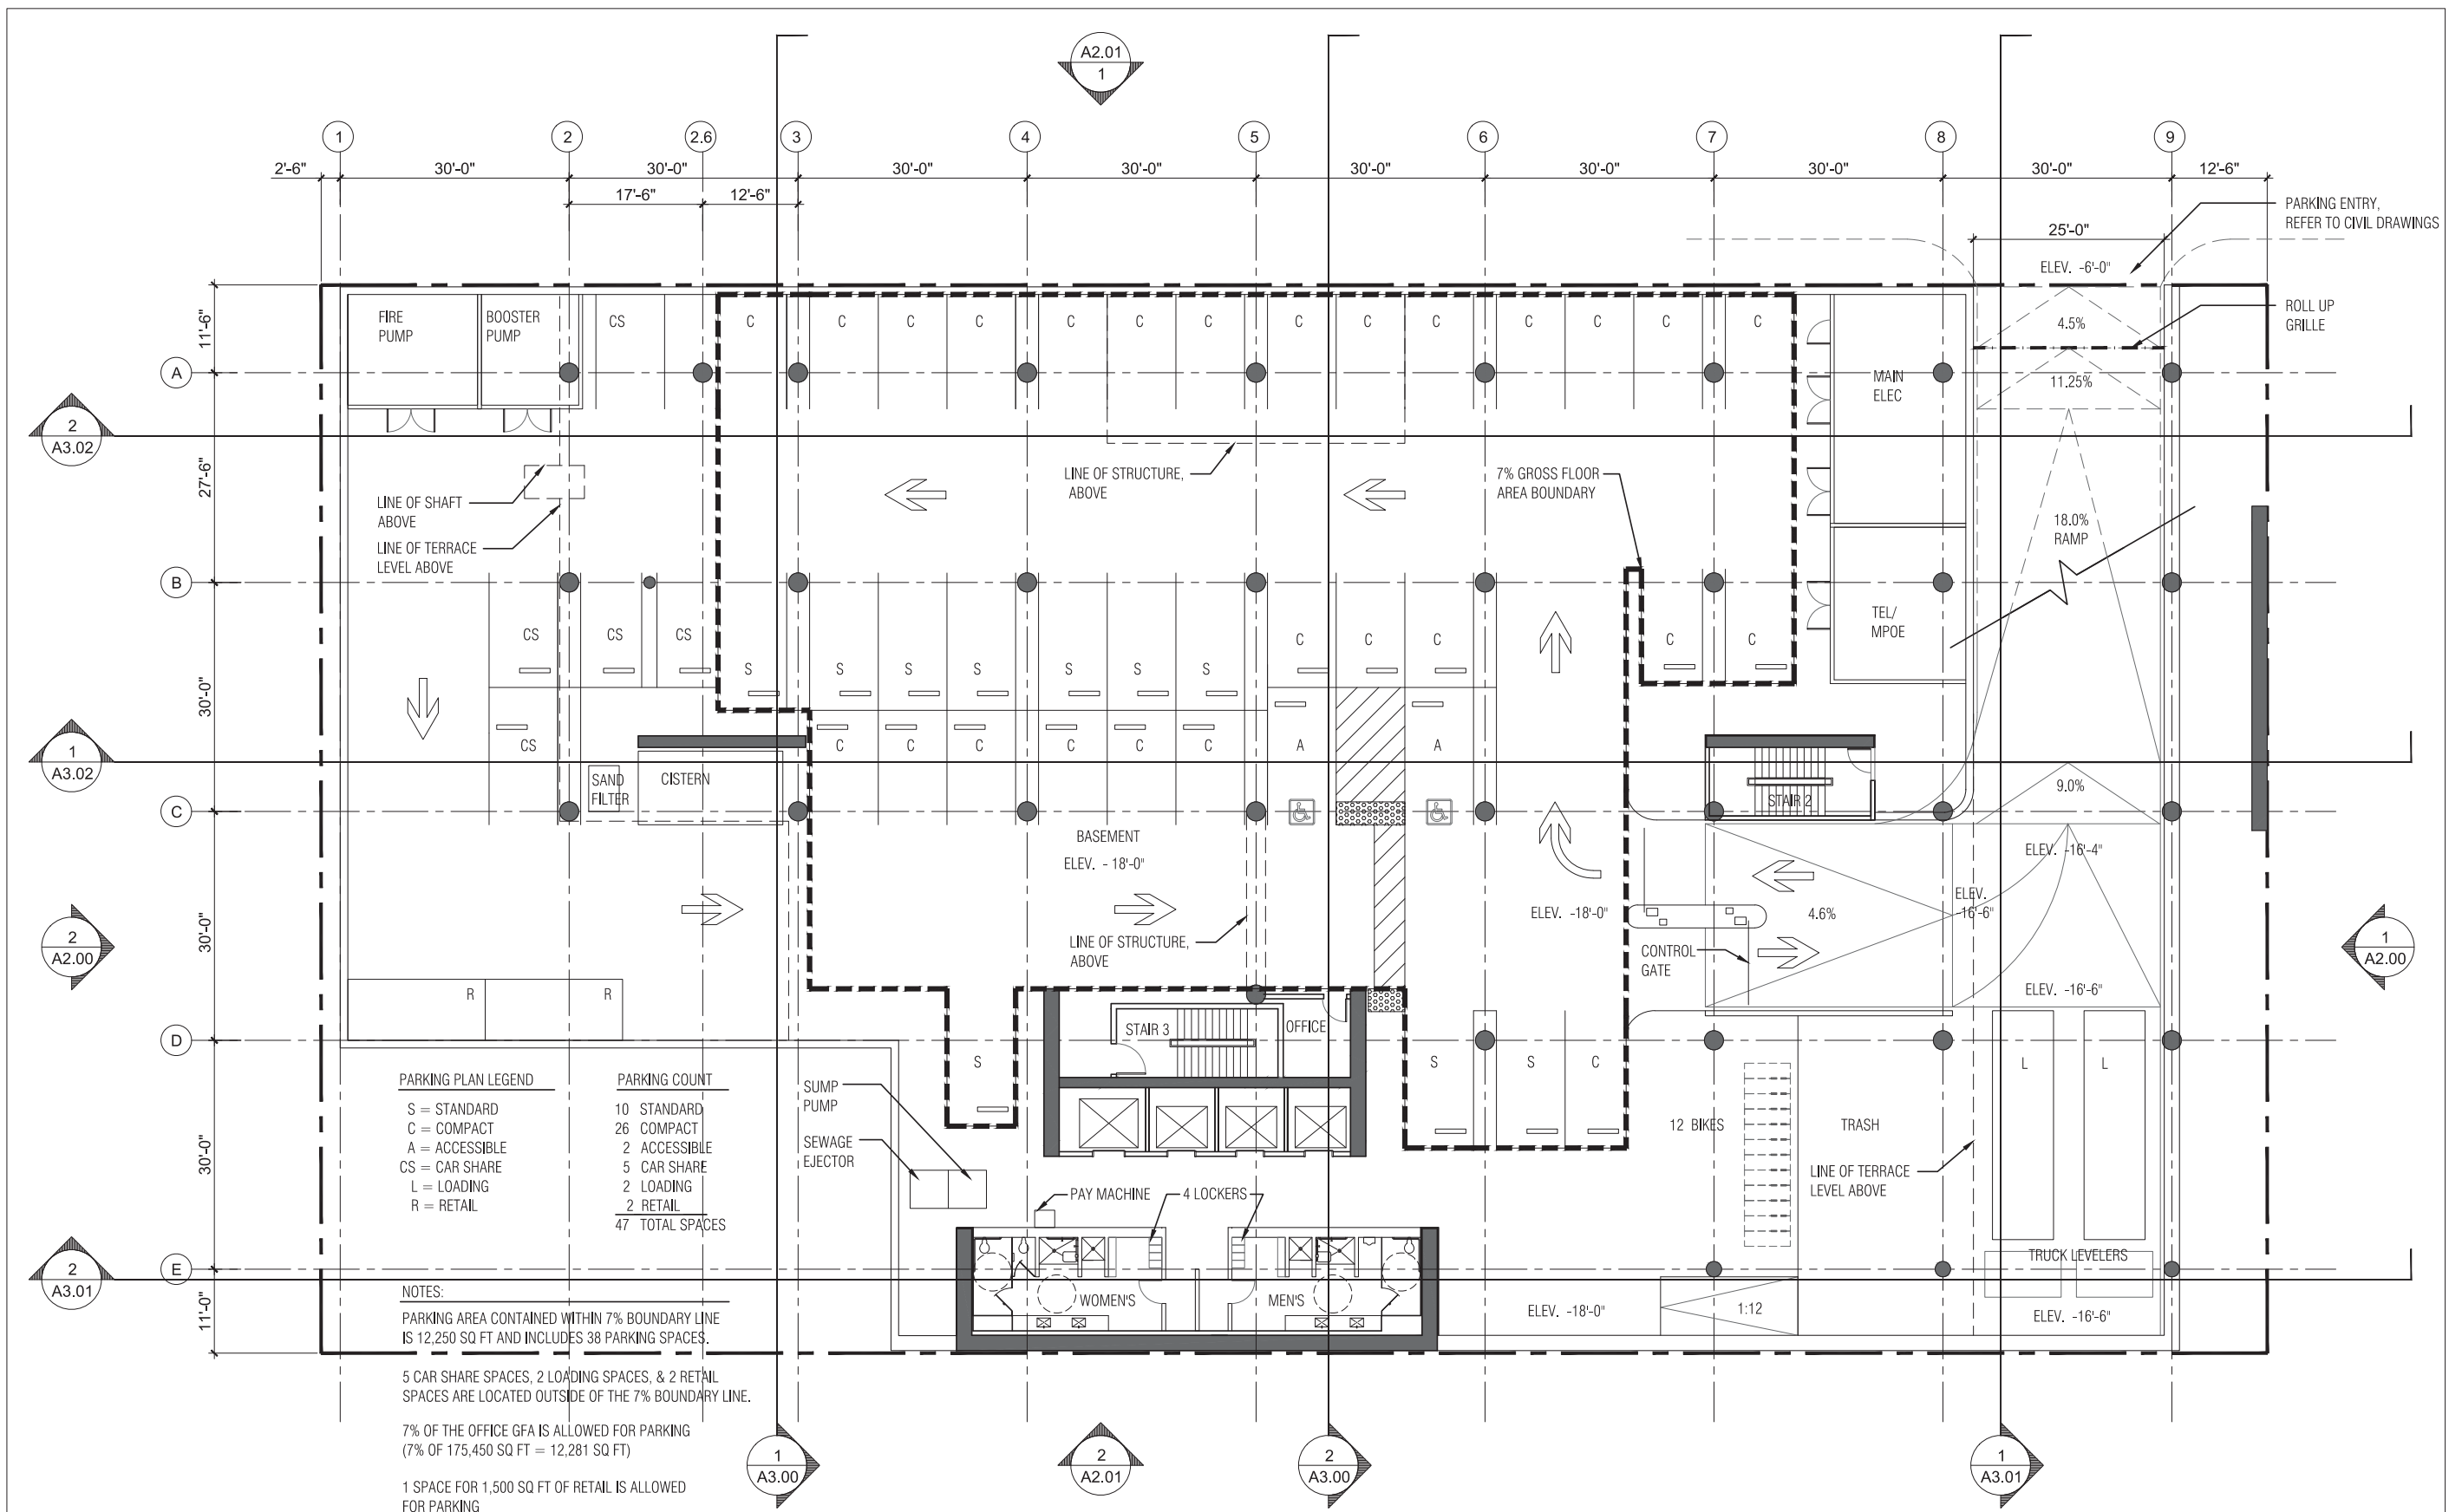 A2.01
1
1
2
2.6
3
4
5
6
7
8
9
2'-6"
30'-0"
30'-0"
30'-0"
30'-0"
30'-0"
30'-0"
30'-0"
30'-0"
12'-6"
17'-6"
12'-6"
PARKING ENTRY,
REFER TO CIVIL DRAWINGS
25'-0"
ELEV. -6'-0"
11'-6"
FIRE
PUMP
BOOSTER
PUMP
CS
C
C
C
C
C
C
C
C
C
C
C
C
C
C
4.5%
ROLL UP
GRILLE
A
MAIN
ELEC
11.25%
2
A3.02
27'-6"
LINE OF SHAFT
ABOVE
LINE OF TERRACE
LEVEL ABOVE
LINE OF STRUCTURE,
ABOVE
7% GROSS FLOOR
AREA BOUNDARY
18.0%
RAMP
B
CS
CS
CS
S
S
S
S
S
S
S
C
C
C
C
C
TEL/
MPOE
30'-0"
1
A3.02
CS
C
C
C
C
C
C
A
A
SAND
FILTER
CISTERN
STAIR 2
9.0%
C
BASEMENT
ELEV. - 18'-0"
ELEV. -16'-4"
ELEV.
-16'-6"
ELEV. -18'-0"
4.6%
30'-0"
2
A2.00
LINE OF STRUCTURE,
ABOVE
CONTROL
GATE
1
A2.00
R
R
ELEV. -16'-6"
D
STAIR 3
OFFICE
S
S
S
C
L
L
PARKING PLAN LEGEND
S = STANDARD
C = COMPACT
A = ACCESSIBLE
CS = CAR SHARE
L = LOADING
R = RETAIL
PARKING COUNT
10 STANDARD
26 COMPACT
2 ACCESSIBLE
5 CAR SHARE
2 LOADING
2 RETAIL
47 TOTAL SPACES
SUMP
PUMP
SEWAGE
EJECTOR
12 BIKES
TRASH
30'-0"
LINE OF TERRACE
LEVEL ABOVE
PAY MACHINE
4 LOCKERS
TRUCK LEVELERS
E
2
A3.01
WOMEN'S
MEN'S
ELEV. -18'-0"
1:12
ELEV. -16'-6"
11'-0"
NOTES:
PARKING AREA CONTAINED WITHIN 7% BOUNDARY LINE
IS 12,250 SQ FT AND INCLUDES 38 PARKING SPACES.
5 CAR SHARE SPACES, 2 LOADING SPACES, & 2 RETAIL
SPACES ARE LOCATED OUTSIDE OF THE 7% BOUNDARY LINE.
7% OF THE OFFICE GFA IS ALLOWED FOR PARKING
(7% OF 175,450 SQ FT = 12,281 SQ FT)
1 SPACE FOR 1,500 SQ FT OF RETAIL IS ALLOWED
FOR PARKING
1
A3.00
2
A2.01
2
A3.00
1
A3.01